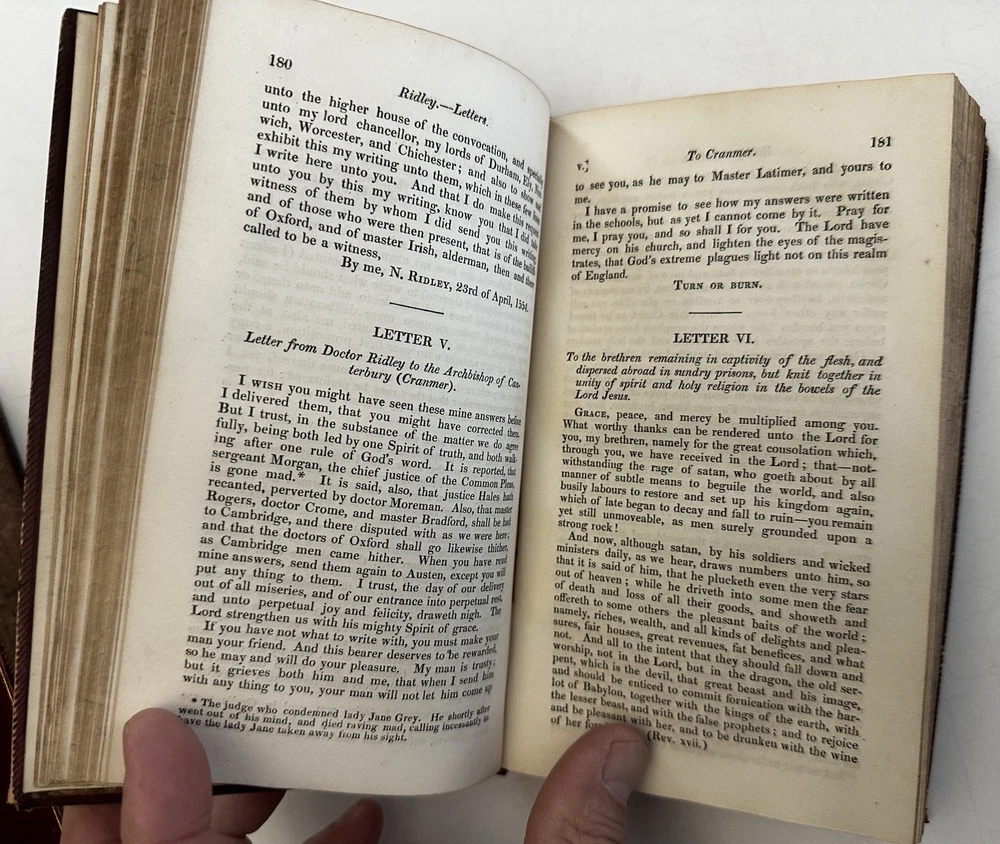 180
Ridley.—Letters.
unto the higher house of the convocation, and
unto my lord chancellor, my lords of Durham, Ely,
wich, Worcester, and Chichester; and also to show and
exhibit this my writing unto them, which in these few lines
I write here unto you. And that I do make this request
unto you by this my writing, know you that I did take
witness of them by whom I did send you this writing,
and of those who were then present, that is of the bailiffs
of Oxford, and of master Irish, alderman, then and there
called to be a witness,
By me, N. RIDLEY, 23rd of April, 1554.
LETTER V.
Letter from Doctor Ridley to the Archbishop of Can-
terbury (Cranmer).
I WISH you might have seen these mine answers before
I delivered them, that you might have corrected them.
But I trust, in the substance of the matter we do agree
fully, being both led by one Spirit of truth, and both walk-
ing after one rule of God's word. It is reported, that
sergeant Morgan, the chief justice of the Common Pleas,
is gone mad.* It is said, also, that justice Hales hath
recanted, perverted by doctor Moreman. Also, that master
Rogers, doctor Crome, and master Bradford, shall be had
to Cambridge, and there disputed with as we were here;
and that the doctors of Oxford shall go likewise thither,
as Cambridge men came hither. When you have read
mine answers, send them again to Austen, except you will
put any thing to them. I trust, the day of our delivery
out of all miseries, and of our entrance into perpetual rest,
and unto perpetual joy and felicity, draweth nigh. The
Lord strengthen us with his mighty Spirit of grace.
If you have not what to write with, you must make your
man your friend. And this bearer deserves to be rewarded,
so he may and will do your pleasure. My man is trusty;
but it grieves both him and me, that when I send him
with any thing to you, your man will not let him come up
* The judge who condemned lady Jane Grey. He shortly after
went out of his mind, and died raving mad, calling incessantly to
have the lady Jane taken away from his sight.
v.]
To Cranmer.
181
to see you, as he may to Master Latimer, and yours to
me.
I have a promise to see how my answers were written
in the schools, but as yet I cannot come by it. Pray for
me, I pray you, and so shall I for you. The Lord have
mercy on his church, and lighten the eyes of the magis-
trates, that God's extreme plagues light not on this realm
of England.
TURN OR BURN.
LETTER VI.
To the brethren remaining in captivity of the flesh, and
dispersed abroad in sundry prisons, but knit together in
unity of spirit and holy religion in the bowels of the
Lord Jesus.
GRACE, peace, and mercy be multiplied among you.
What worthy thanks can be rendered unto the Lord for
you, my brethren, namely for the great consolation which,
through you, we have received in the Lord; that—not-
withstanding the rage of satan, who goeth about by all
manner of subtle means to beguile the world, and also
busily labours to restore and set up his kingdom again,
which of late began to decay and fall to ruin—you remain
yet still unmoveable, as men surely grounded upon a
strong rock!
And now, although satan, by his soldiers and wicked
ministers daily, as we hear, draws numbers unto him, so
that it is said of him, that he plucketh even the very stars
out of heaven; while he driveth into some men the fear
of death and loss of all their goods, and showeth and
offereth to some others the pleasant baits of the world;
namely, riches, wealth, and all kinds of delights and plea-
sures, fair houses, great revenues, fat benefices, and what
not. And all to the intent that they should fall down and
worship, not in the Lord, but in the dragon, the old ser-
pent, which is the devil, that great beast and his image,
and should be enticed to commit fornication with the har-
lot of Babylon, together with the kings of the earth, with
the lesser beast, and with the false prophets; and to rejoice
and be pleasant with her, and to be drunken with the wine
of her (Rev. xvii.)